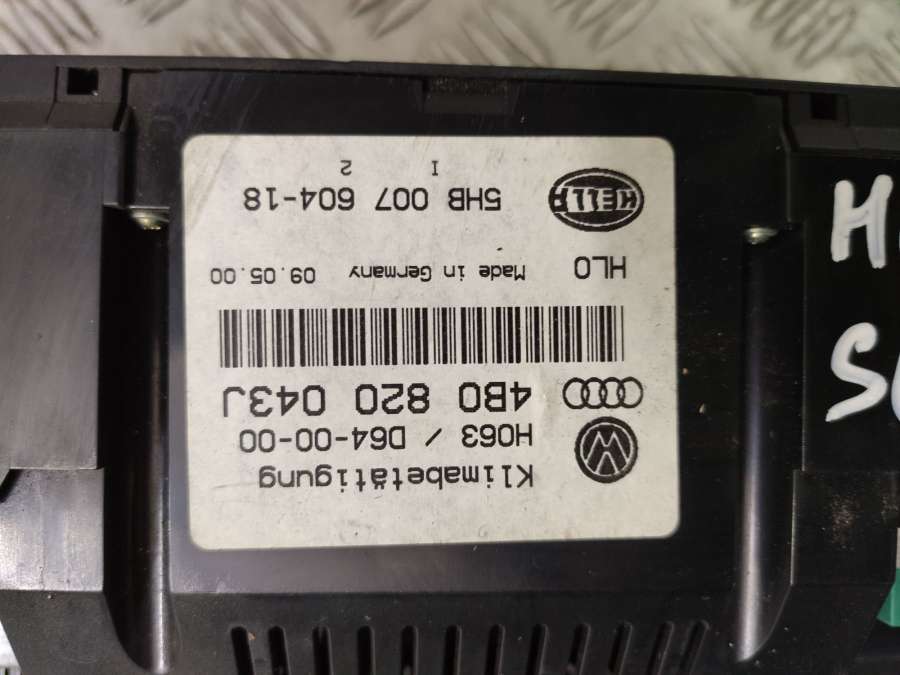 Klimabetätigung
H063 / D64-00-00
4B0 820 043J
HLO Made in Germany 09.05.00
HELLA
5HB 007 604-18
1 2